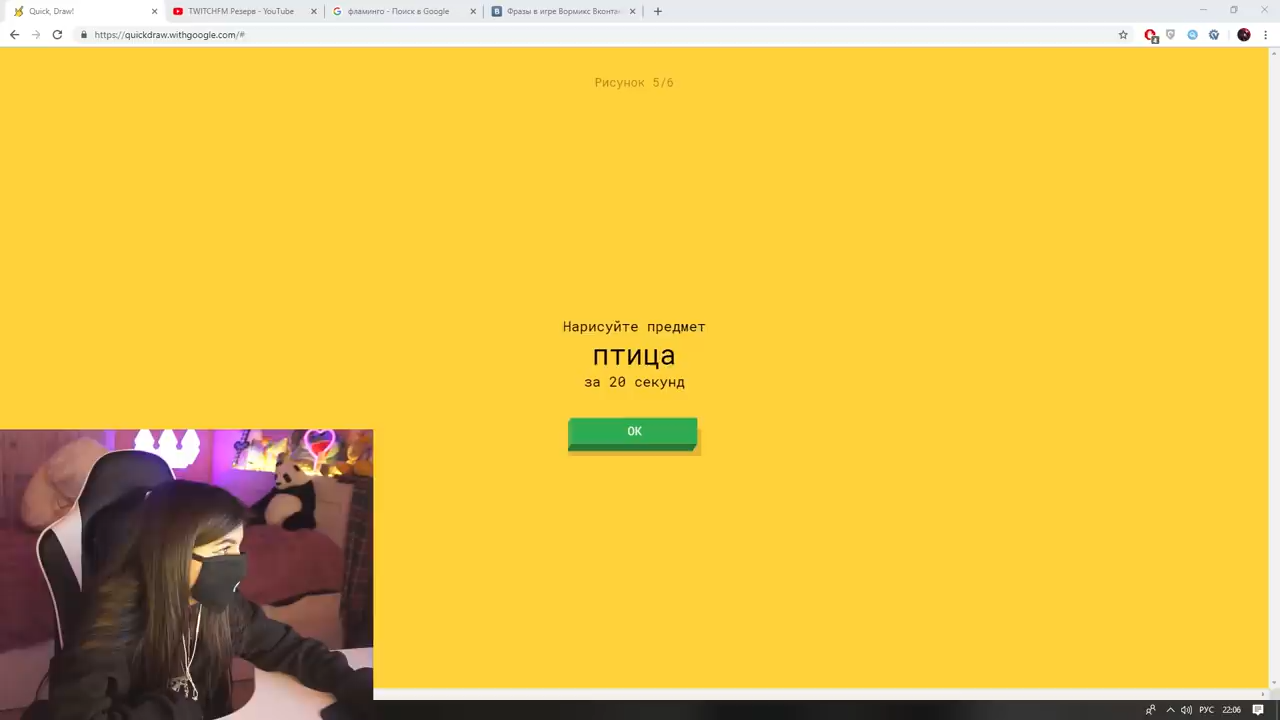 Quick, Draw!
TWITCHFM Резерв - YouTube
фламинго - Поиск в Google
Фразы в игре Вормикс Вконта
https://quickdraw.withgoogle.com/#
Рисунок 5/6
Нарисуйте предмет
птица
за 20 секунд
ОК
РУС
22:06